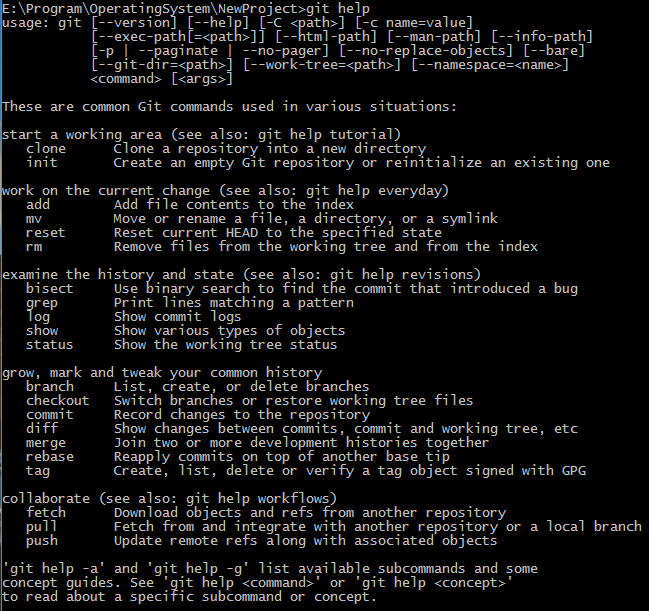 E:\Program\OperatingSystem\NewProject>git help
usage: git [--version] [--help] [-C <path>] [-c name=value]
           [--exec-path[=<path>]] [--html-path] [--man-path] [--info-path]
           [-p | --paginate | --no-pager] [--no-replace-objects] [--bare]
           [--git-dir=<path>] [--work-tree=<path>] [--namespace=<name>]
           <command> [<args>]

These are common Git commands used in various situations:

start a working area (see also: git help tutorial)
   clone      Clone a repository into a new directory
   init       Create an empty Git repository or reinitialize an existing one

work on the current change (see also: git help everyday)
   add        Add file contents to the index
   mv         Move or rename a file, a directory, or a symlink
   reset      Reset current HEAD to the specified state
   rm         Remove files from the working tree and from the index

examine the history and state (see also: git help revisions)
   bisect     Use binary search to find the commit that introduced a bug
   grep       Print lines matching a pattern
   log        Show commit logs
   show       Show various types of objects
   status     Show the working tree status

grow, mark and tweak your common history
   branch     List, create, or delete branches
   checkout   Switch branches or restore working tree files
   commit     Record changes to the repository
   diff       Show changes between commits, commit and working tree, etc
   merge      Join two or more development histories together
   rebase     Reapply commits on top of another base tip
   tag        Create, list, delete or verify a tag object signed with GPG

collaborate (see also: git help workflows)
   fetch      Download objects and refs from another repository
   pull       Fetch from and integrate with another repository or a local branch
   push       Update remote refs along with associated objects

'git help -a' and 'git help -g' list available subcommands and some
concept guides. See 'git help <command>' or 'git help <concept>'
to read about a specific subcommand or concept.